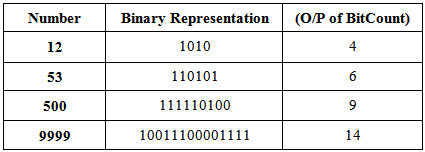 Number Binary Representation (O/P of BitCount)
12 1010 4
53 110101 6
500 111110100 9
9999 10011100001111 14